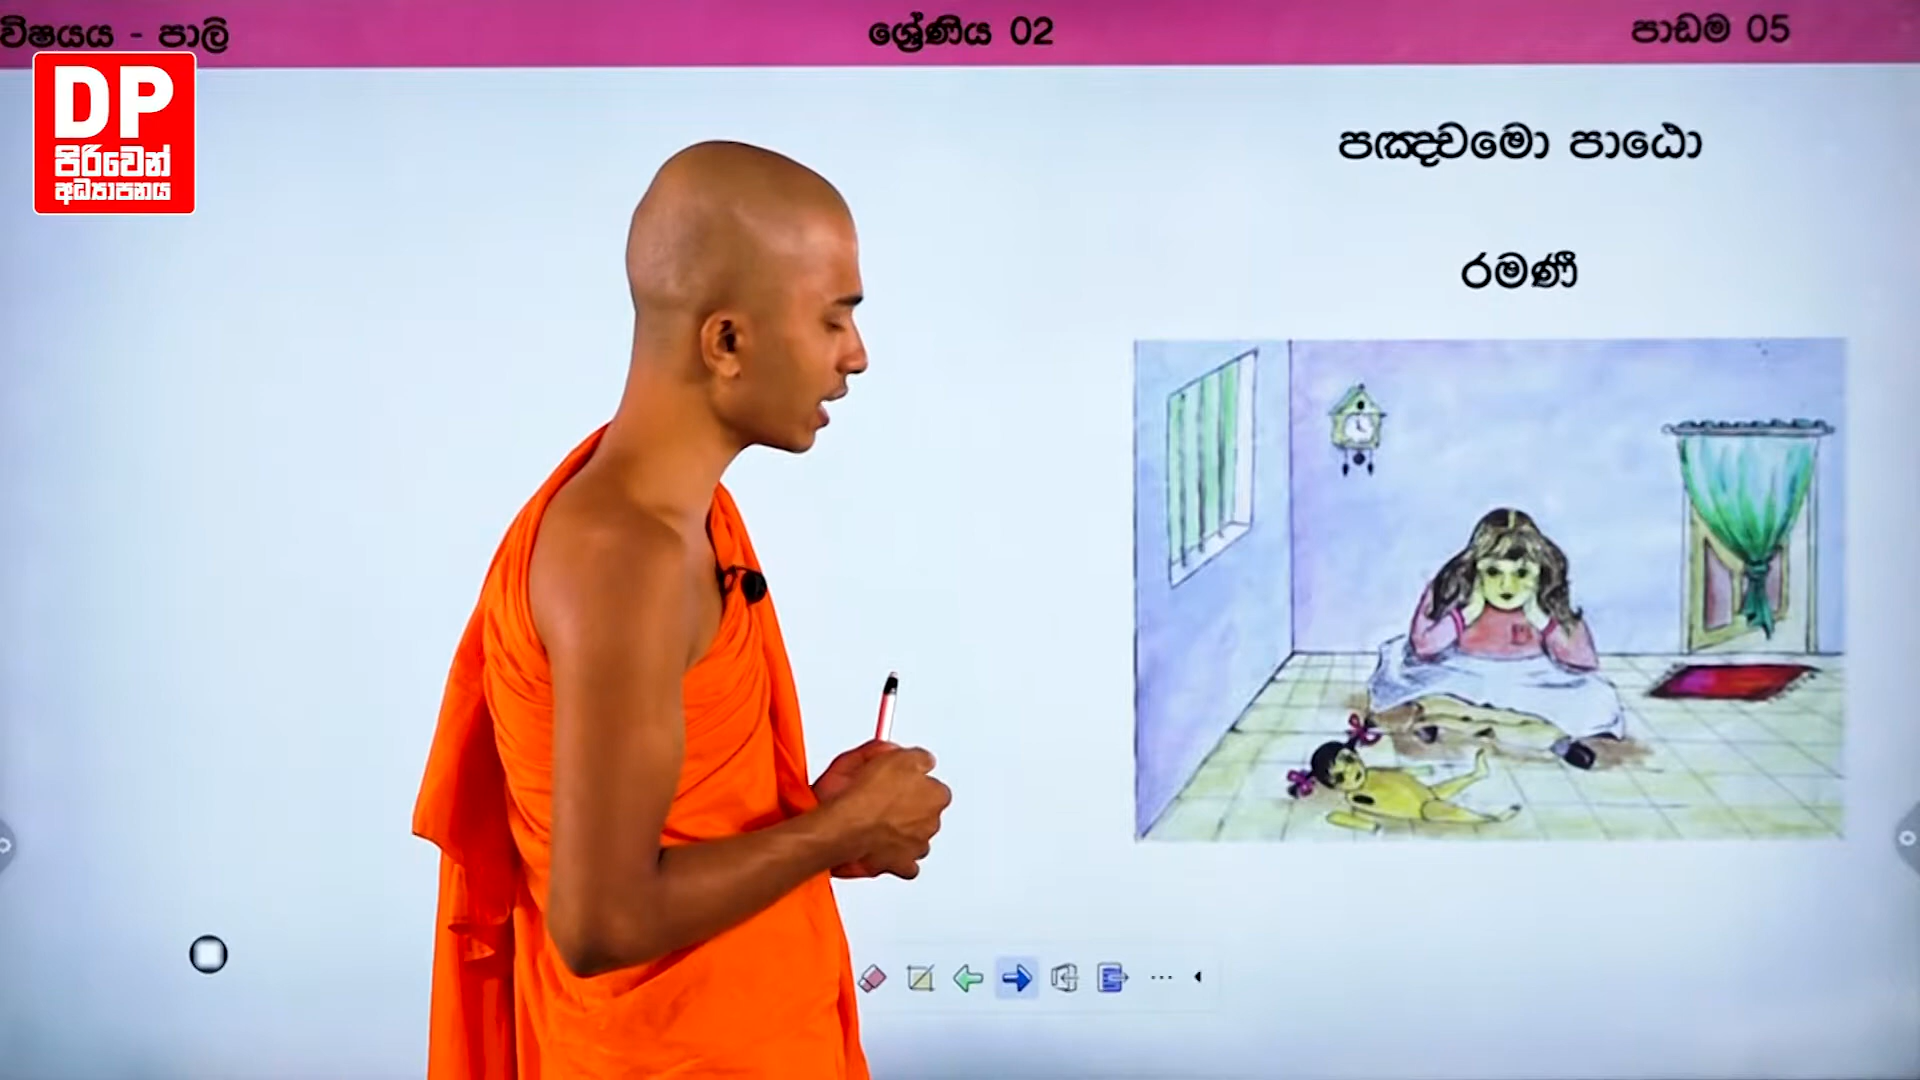 විෂයය - පාලි
ශ්‍රේණිය 02
පාඩම 05
DP
පිරිවෙන්
අධ්‍යාපනය
පඤ්චමො පාඨො
රමණී